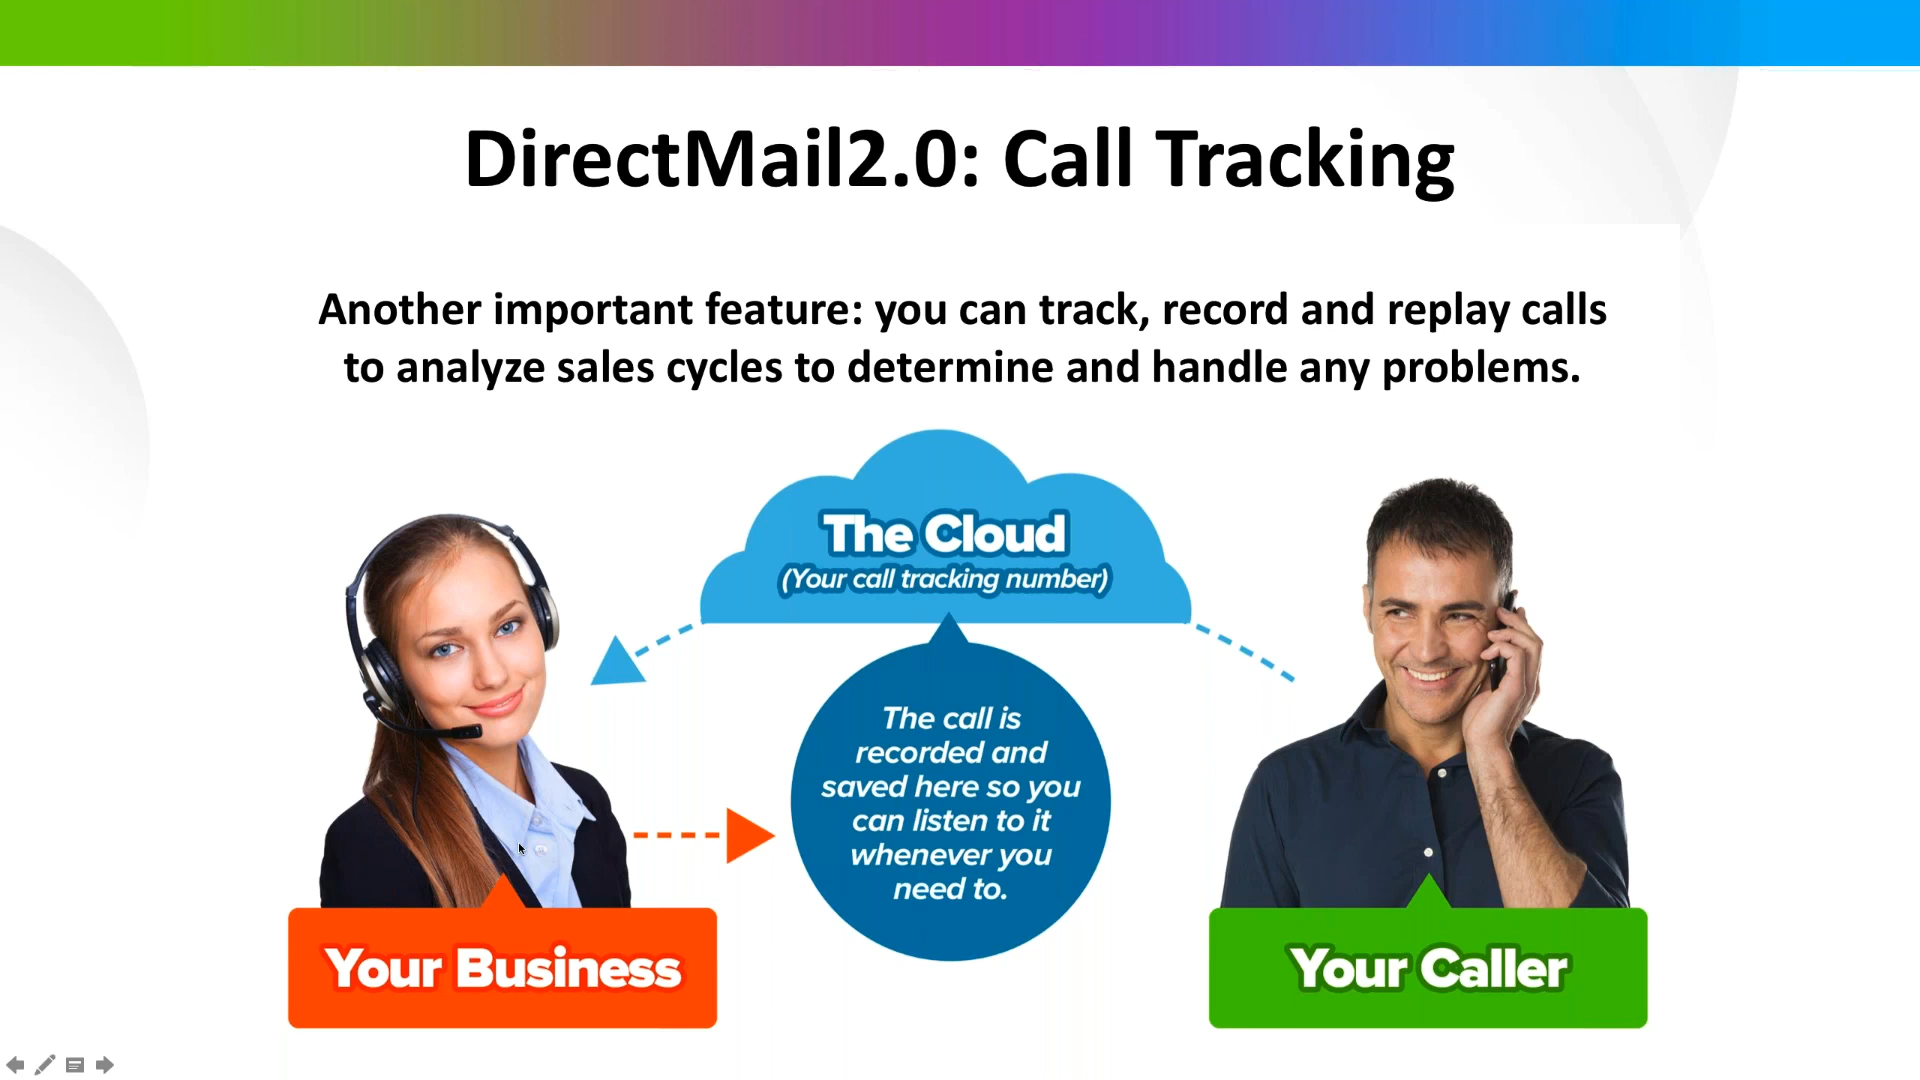 DirectMail2.0: Call Tracking
Another important feature: you can track, record and replay calls
to analyze sales cycles to determine and handle any problems.
The Cloud
(Your call tracking number)
The call is
recorded and
saved here so you
can listen to it
whenever you
need to.
Your Business
Your Caller